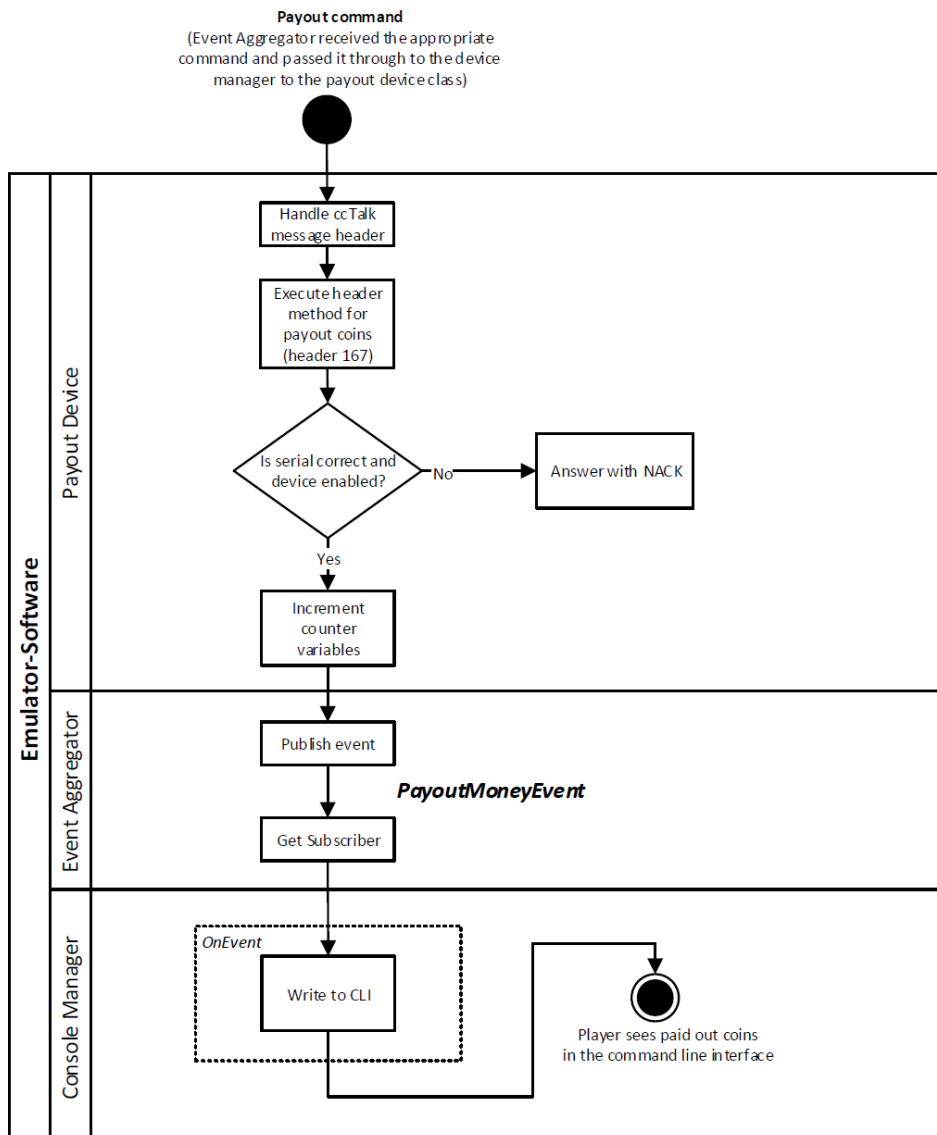 Payout command
(Event Aggregator received the appropriate
command and passed it through to the device
manager to the payout device class)
Emulator-Software
Payout Device
Handle ccTalk
message header
Execute header
method for
payout coins
(header 167)
Is serial correct and
device enabled?
No
Answer with NACK
Yes
Increment
counter
variables
Event Aggregator
Publish event
PayoutMoneyEvent
Get Subscriber
Console Manager
OnEvent
Write to CLI
Player sees paid out coins
in the command line interface